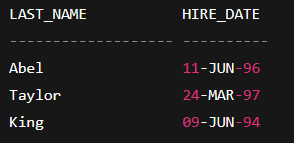 LAST_NAME HIRE_DATE
------------------- ----------
Abel 11-JUN-96
Taylor 24-MAR-97
King 09-JUN-94